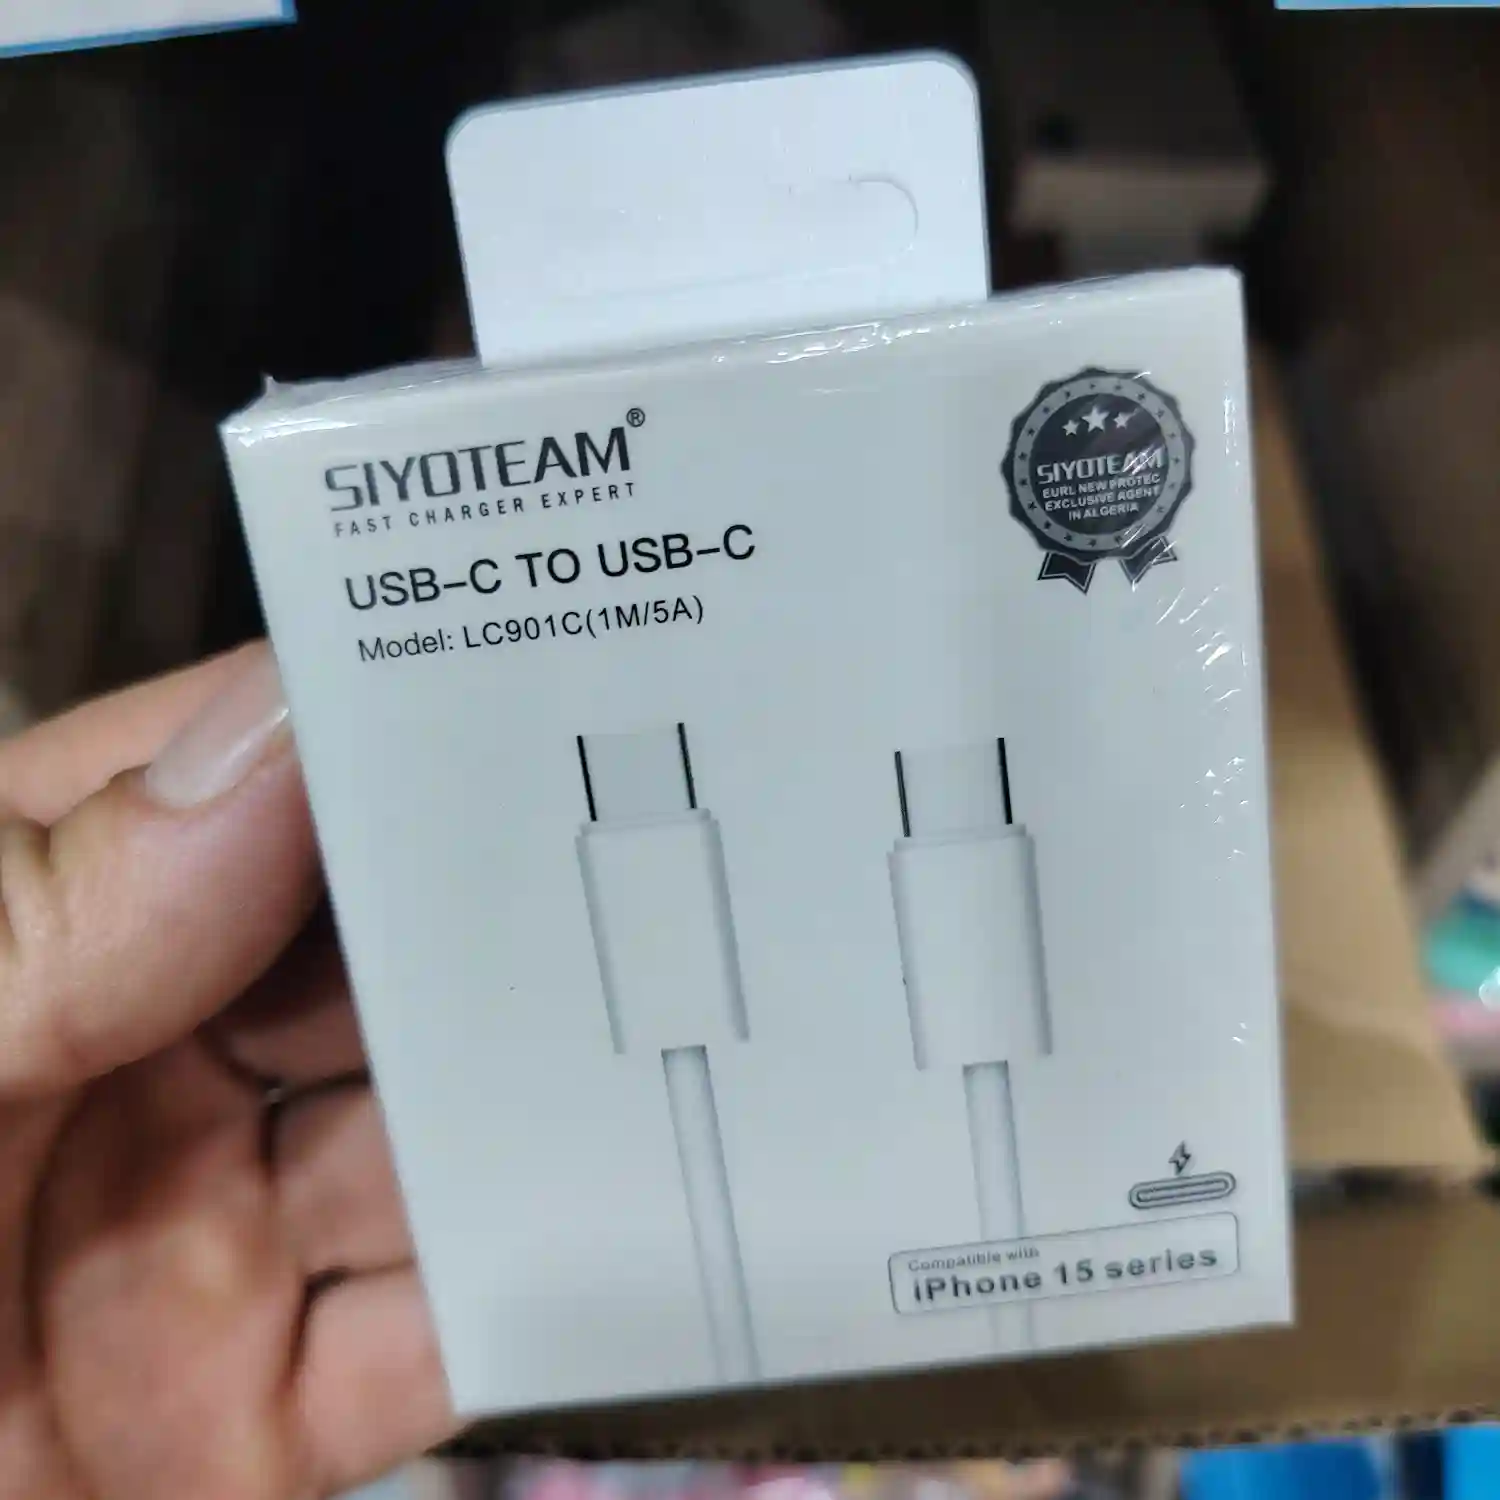 SIYOTEAM®
FAST CHARGER EXPERT
USB-C TO USB-C
Model: LC901C(1M/5A)
SIYOTEAM
EURL NEW PROTEC
EXCLUSIVE AGENT
IN ALGERIA
Compatible with
iPhone 15 series